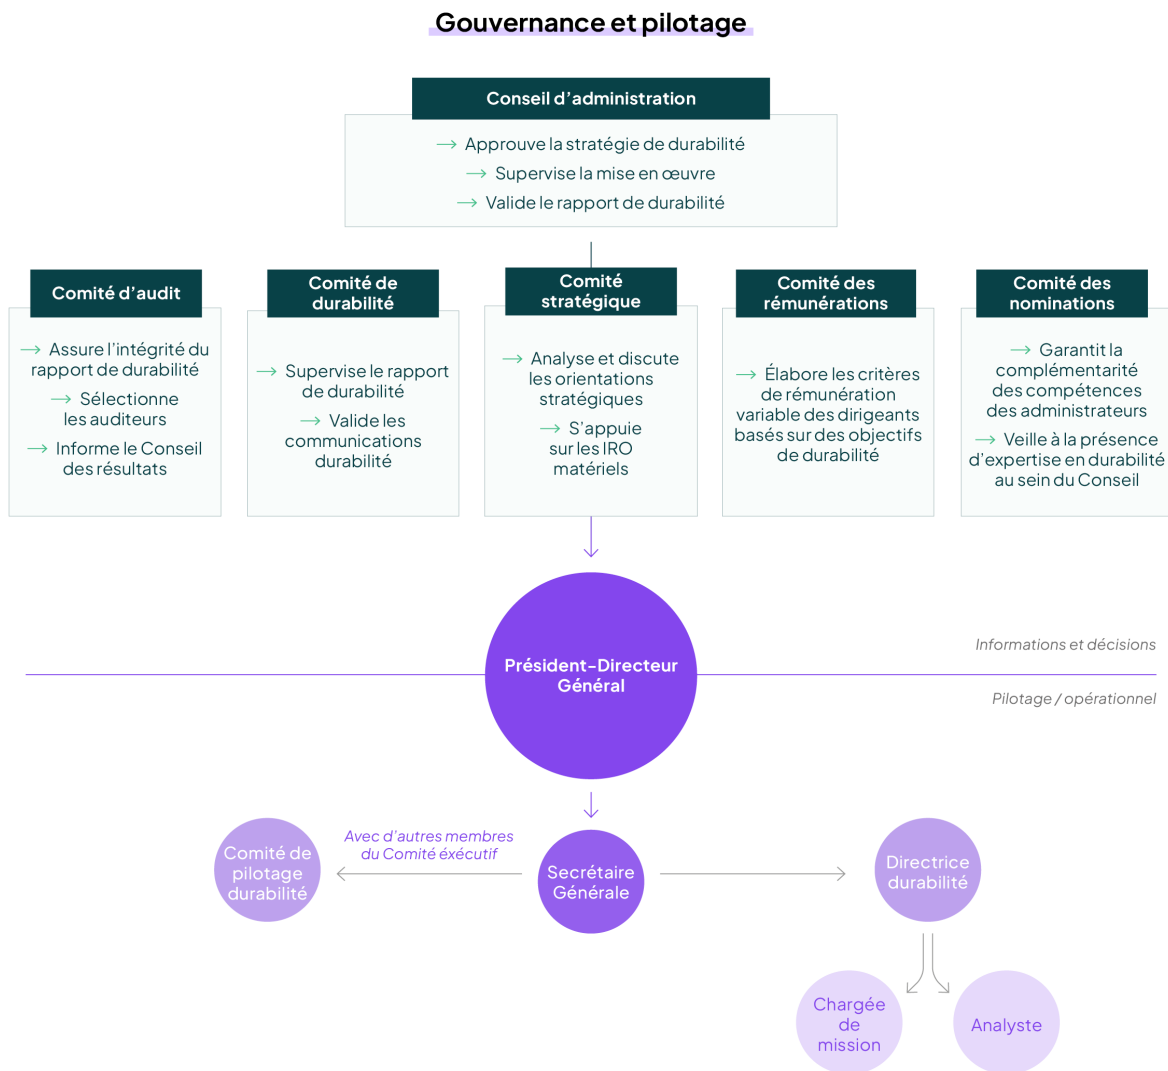 Gouvernance et pilotage
Conseil d’administration
→ Approuve la stratégie de durabilité
→ Supervise la mise en œuvre
→ Valide le rapport de durabilité
Comité d’audit
→ Assure l’intégrité du
rapport de durabilité
→ Sélectionne
les auditeurs
→ Informe le Conseil
des résultats
Comité de
durabilité
→ Supervise le rapport
de durabilité
→ Valide les
communications
durabilité
Comité
stratégique
→ Analyse et discute
les orientations
stratégiques
→ S’appuie
sur les IRO
matériels
Comité des
rémunérations
→ Élabore les critères
de rémunération
variable des dirigeants
basés sur des objectifs
de durabilité
Comité des
nominations
→ Garantit la
complémentarité
des compétences
des administrateurs
→ Veille à la présence
d’expertise en durabilité
au sein du Conseil
Président-Directeur
Général
Informations et décisions
Pilotage / opérationnel
Comité de
pilotage
durabilité
Avec d’autres membres
du Comité éxécutif
Secrétaire
Générale
Directrice
durabilité
Chargée
de
mission
Analyste